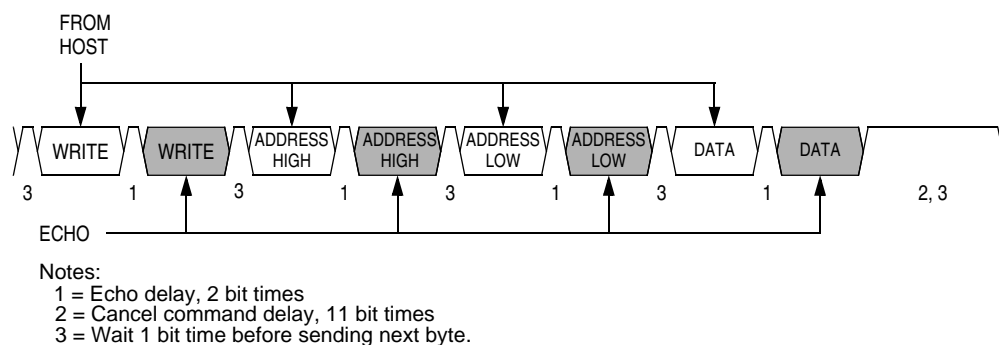 FROM
HOST
WRITE WRITE ADDRESS HIGH ADDRESS HIGH ADDRESS LOW ADDRESS LOW DATA DATA
3 1 3 1 3 1 3 1 2, 3
ECHO
Notes:
1 = Echo delay, 2 bit times
2 = Cancel command delay, 11 bit times
3 = Wait 1 bit time before sending next byte.